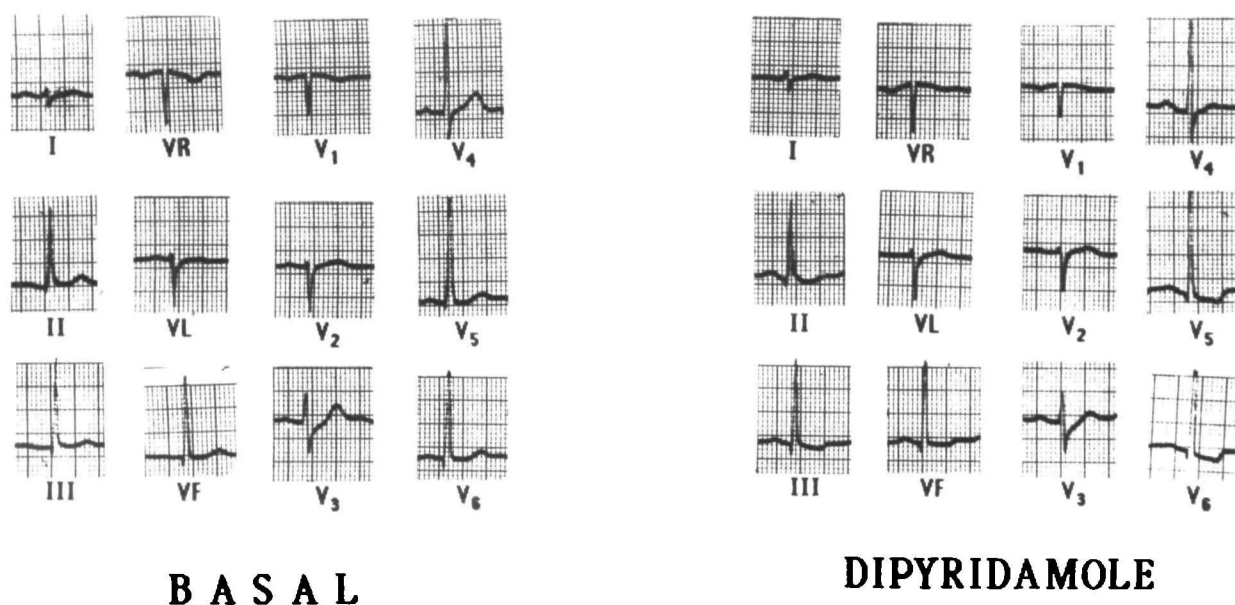 I VR V1 V4
II VL V2 V5
III VF V3 V6
BASAL
I VR V1 V4
II VL V2 V5
III VF V3 V6
DIPYRIDAMOLE